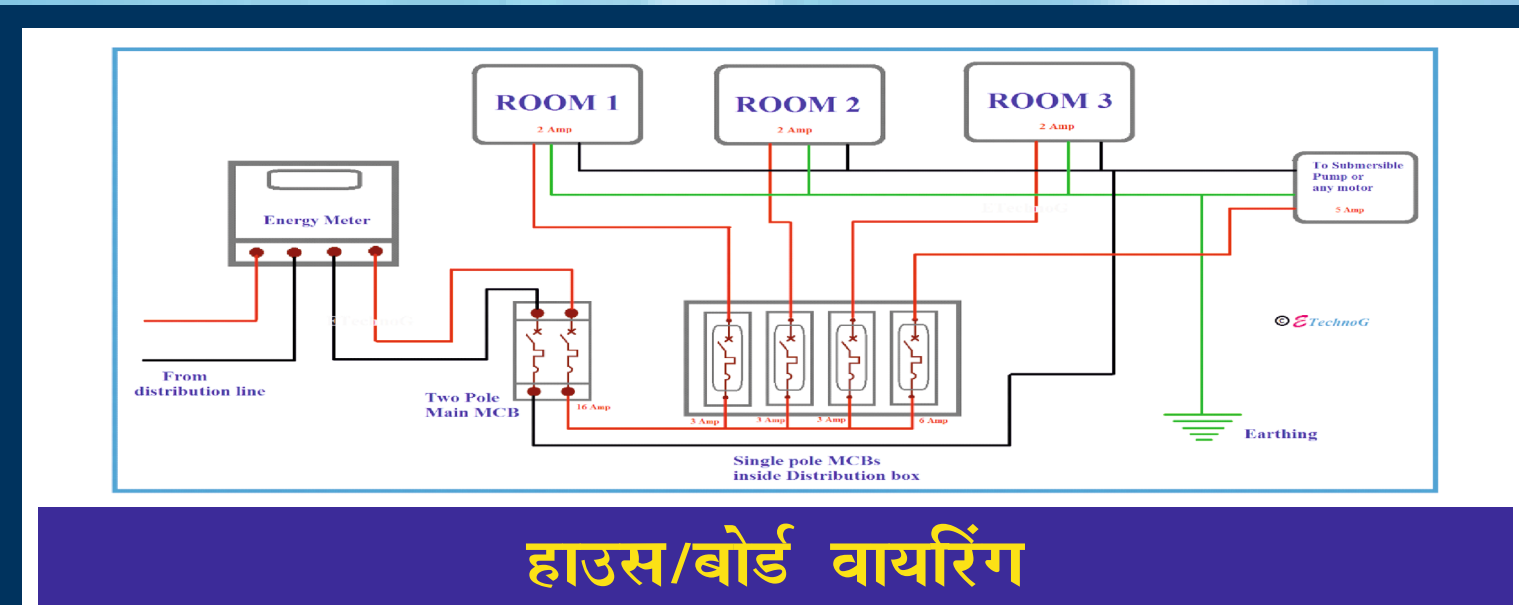 ROOM 1
2 Amp
ROOM 2
2 Amp
ROOM 3
2 Amp
To Submersible
Pump or
any motor
5 Amp
Energy Meter
ETechnoG
From
distribution line
Two Pole
Main MCB
16 Amp
3 Amp
3 Amp
3 Amp
6 Amp
Single pole MCBs
inside Distribution box
© ETechnoG
Earthing
हाउस/बोर्ड वायरिंग